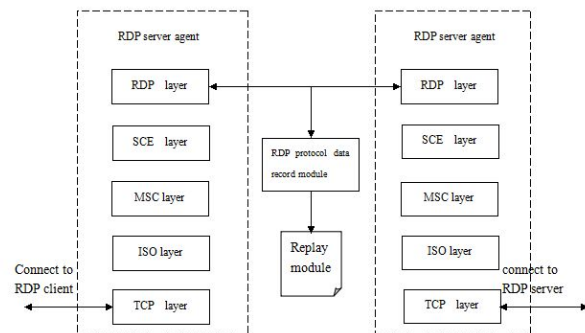 RDP server agent
RDP layer
SCE layer
MSC layer
ISO layer
TCP layer
Connect to
RDP client
RDP protocol data
record module
Replay
module
RDP server agent
RDP layer
SCE layer
MSC layer
ISO layer
TCP layer
connect to
RDP server